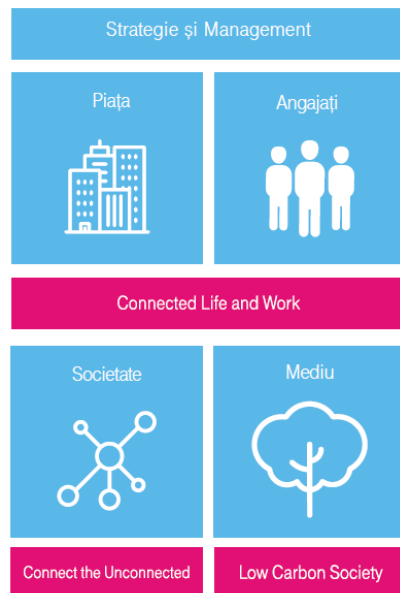 Strategie și Management
Piața
Angajați
Connected Life and Work
Societate
Mediu
Connect the Unconnected
Low Carbon Society